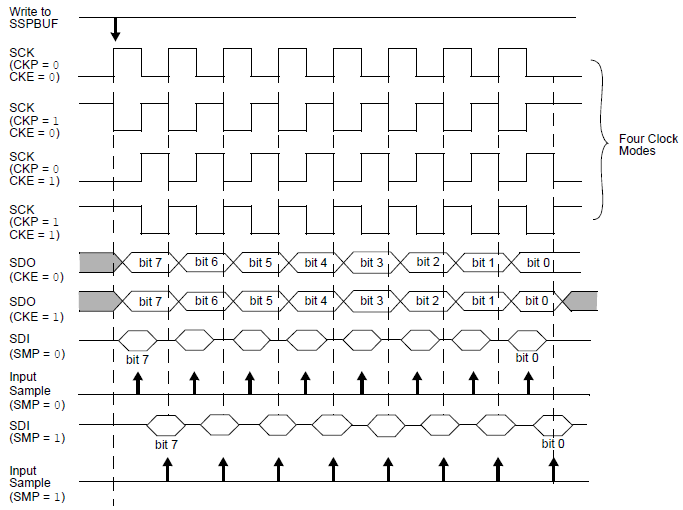 Write to
SSPBUF
SCK
(CKP = 0
CKE = 0)
SCK
(CKP = 1
CKE = 0)
SCK
(CKP = 0
CKE = 1)
SCK
(CKP = 1
CKE = 1)
Four Clock
Modes
SDO
(CKE = 0)
bit 7 bit 6 bit 5 bit 4 bit 3 bit 2 bit 1 bit 0
SDO
(CKE = 1)
bit 7 bit 6 bit 5 bit 4 bit 3 bit 2 bit 1 bit 0
SDI
(SMP = 0)
bit 7 bit 0
Input
Sample
(SMP = 0)
SDI
(SMP = 1)
bit 7 bit 0
Input
Sample
(SMP = 1)